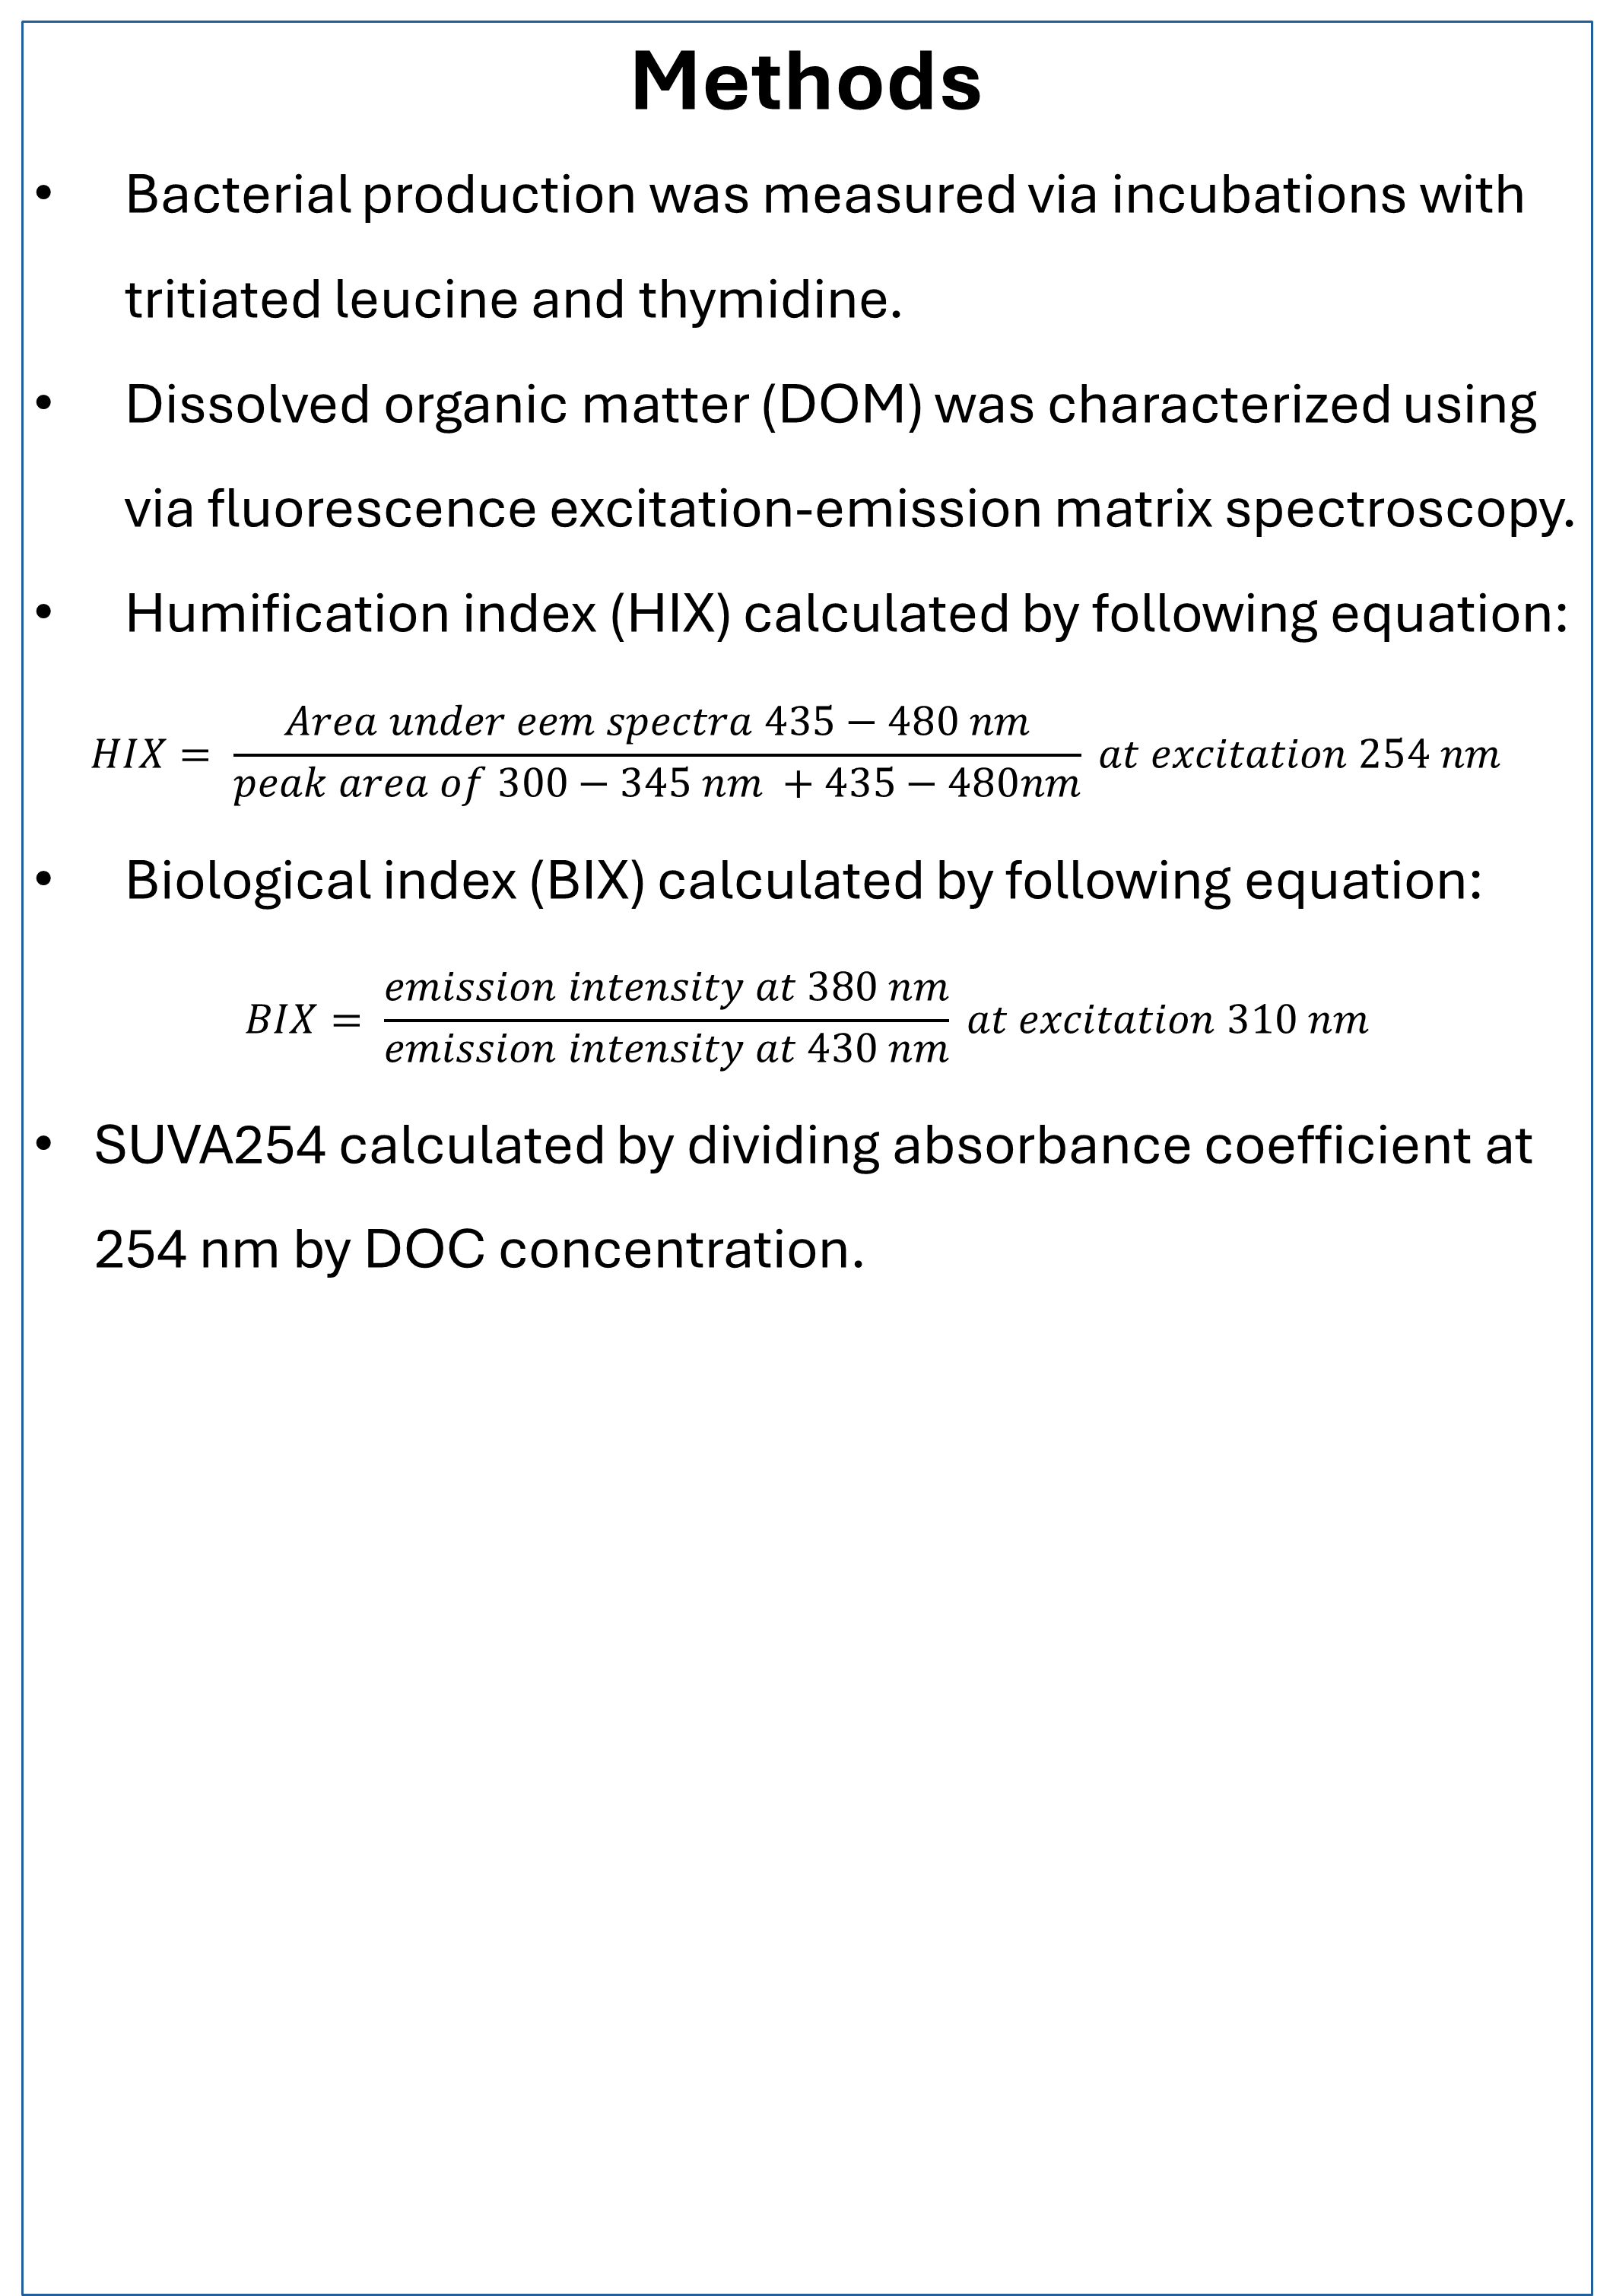 Methods
• Bacterial production was measured via incubations with
tritiated leucine and thymidine.
• Dissolved organic matter (DOM) was characterized using
via fluorescence excitation-emission matrix spectroscopy.
• Humification index (HIX) calculated by following equation:
HIX = Area under eem spectra 435 − 480 nm / peak area of 300 − 345 nm + 435 − 480nm at excitation 254 nm
• Biological index (BIX) calculated by following equation:
BIX = emission intensity at 380 nm / emission intensity at 430 nm at excitation 310 nm
• SUVA254 calculated by dividing absorbance coefficient at
254 nm by DOC concentration.